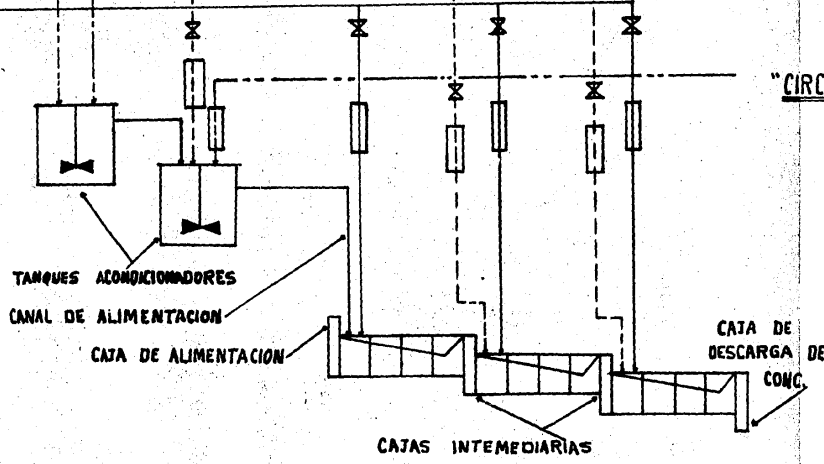 "CIRC
TANQUES ACONDICIONADORES
CANAL DE ALIMENTACION
CAJA DE ALIMENTACION
CAJA DE
DESCARGA DE
CONC.
CAJAS INTEMEDIARIAS